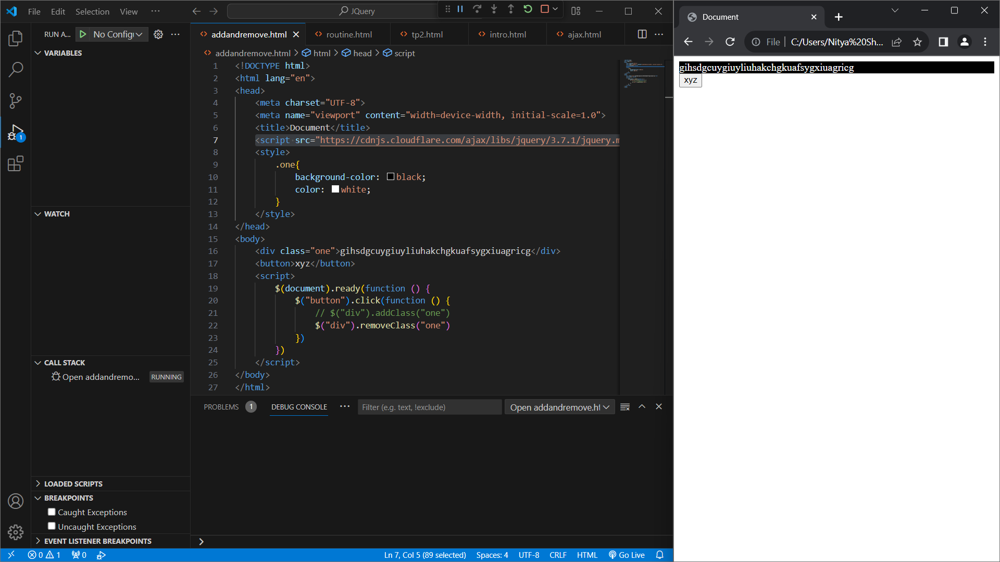 File Edit Selection View ··· JQuery
RUN A... No Config ···
VARIABLES
WATCH
CALL STACK
Open addandremo... RUNNING
LOADED SCRIPTS
BREAKPOINTS
Caught Exceptions
Uncaught Exceptions
EVENT LISTENER BREAKPOINTS
1
addandremove.html routine.html tp2.html intro.html ajax.html ···
addandremove.html > html > head > script
1 <!DOCTYPE html>
2 <html lang="en">
3 <head>
4 <meta charset="UTF-8">
5 <meta name="viewport" content="width=device-width, initial-scale=1.0">
6 <title>Document</title>
7 <script src="https://cdnjs.cloudflare.com/ajax/libs/jquery/3.7.1/jquery.m
8 <style>
9 .one{
10 background-color: black;
11 color: white;
12 }
13 </style>
14 </head>
15 <body>
16 <div class="one">gihsdgcuygiuyliuhakchgkuafsygxiuagricg</div>
17 <button>xyz</button>
18 <script>
19 $(document).ready(function () {
20 $("button").click(function () {
21 // $("div").addClass("one")
22 $("div").removeClass("one")
23 })
24 })
25 </script>
26 </body>
27 </html>
PROBLEMS 1 DEBUG CONSOLE ··· Filter (e.g. text, !exclude) Open addandremove.ht
0 1 0 Ln 7, Col 5 (89 selected) Spaces: 4 UTF-8 CRLF HTML Go Live
Document
File C:/Users/Nitya%20Sh...
gihsdgcuygiuyliuhakchgkuafsygxiuagricg
xyz